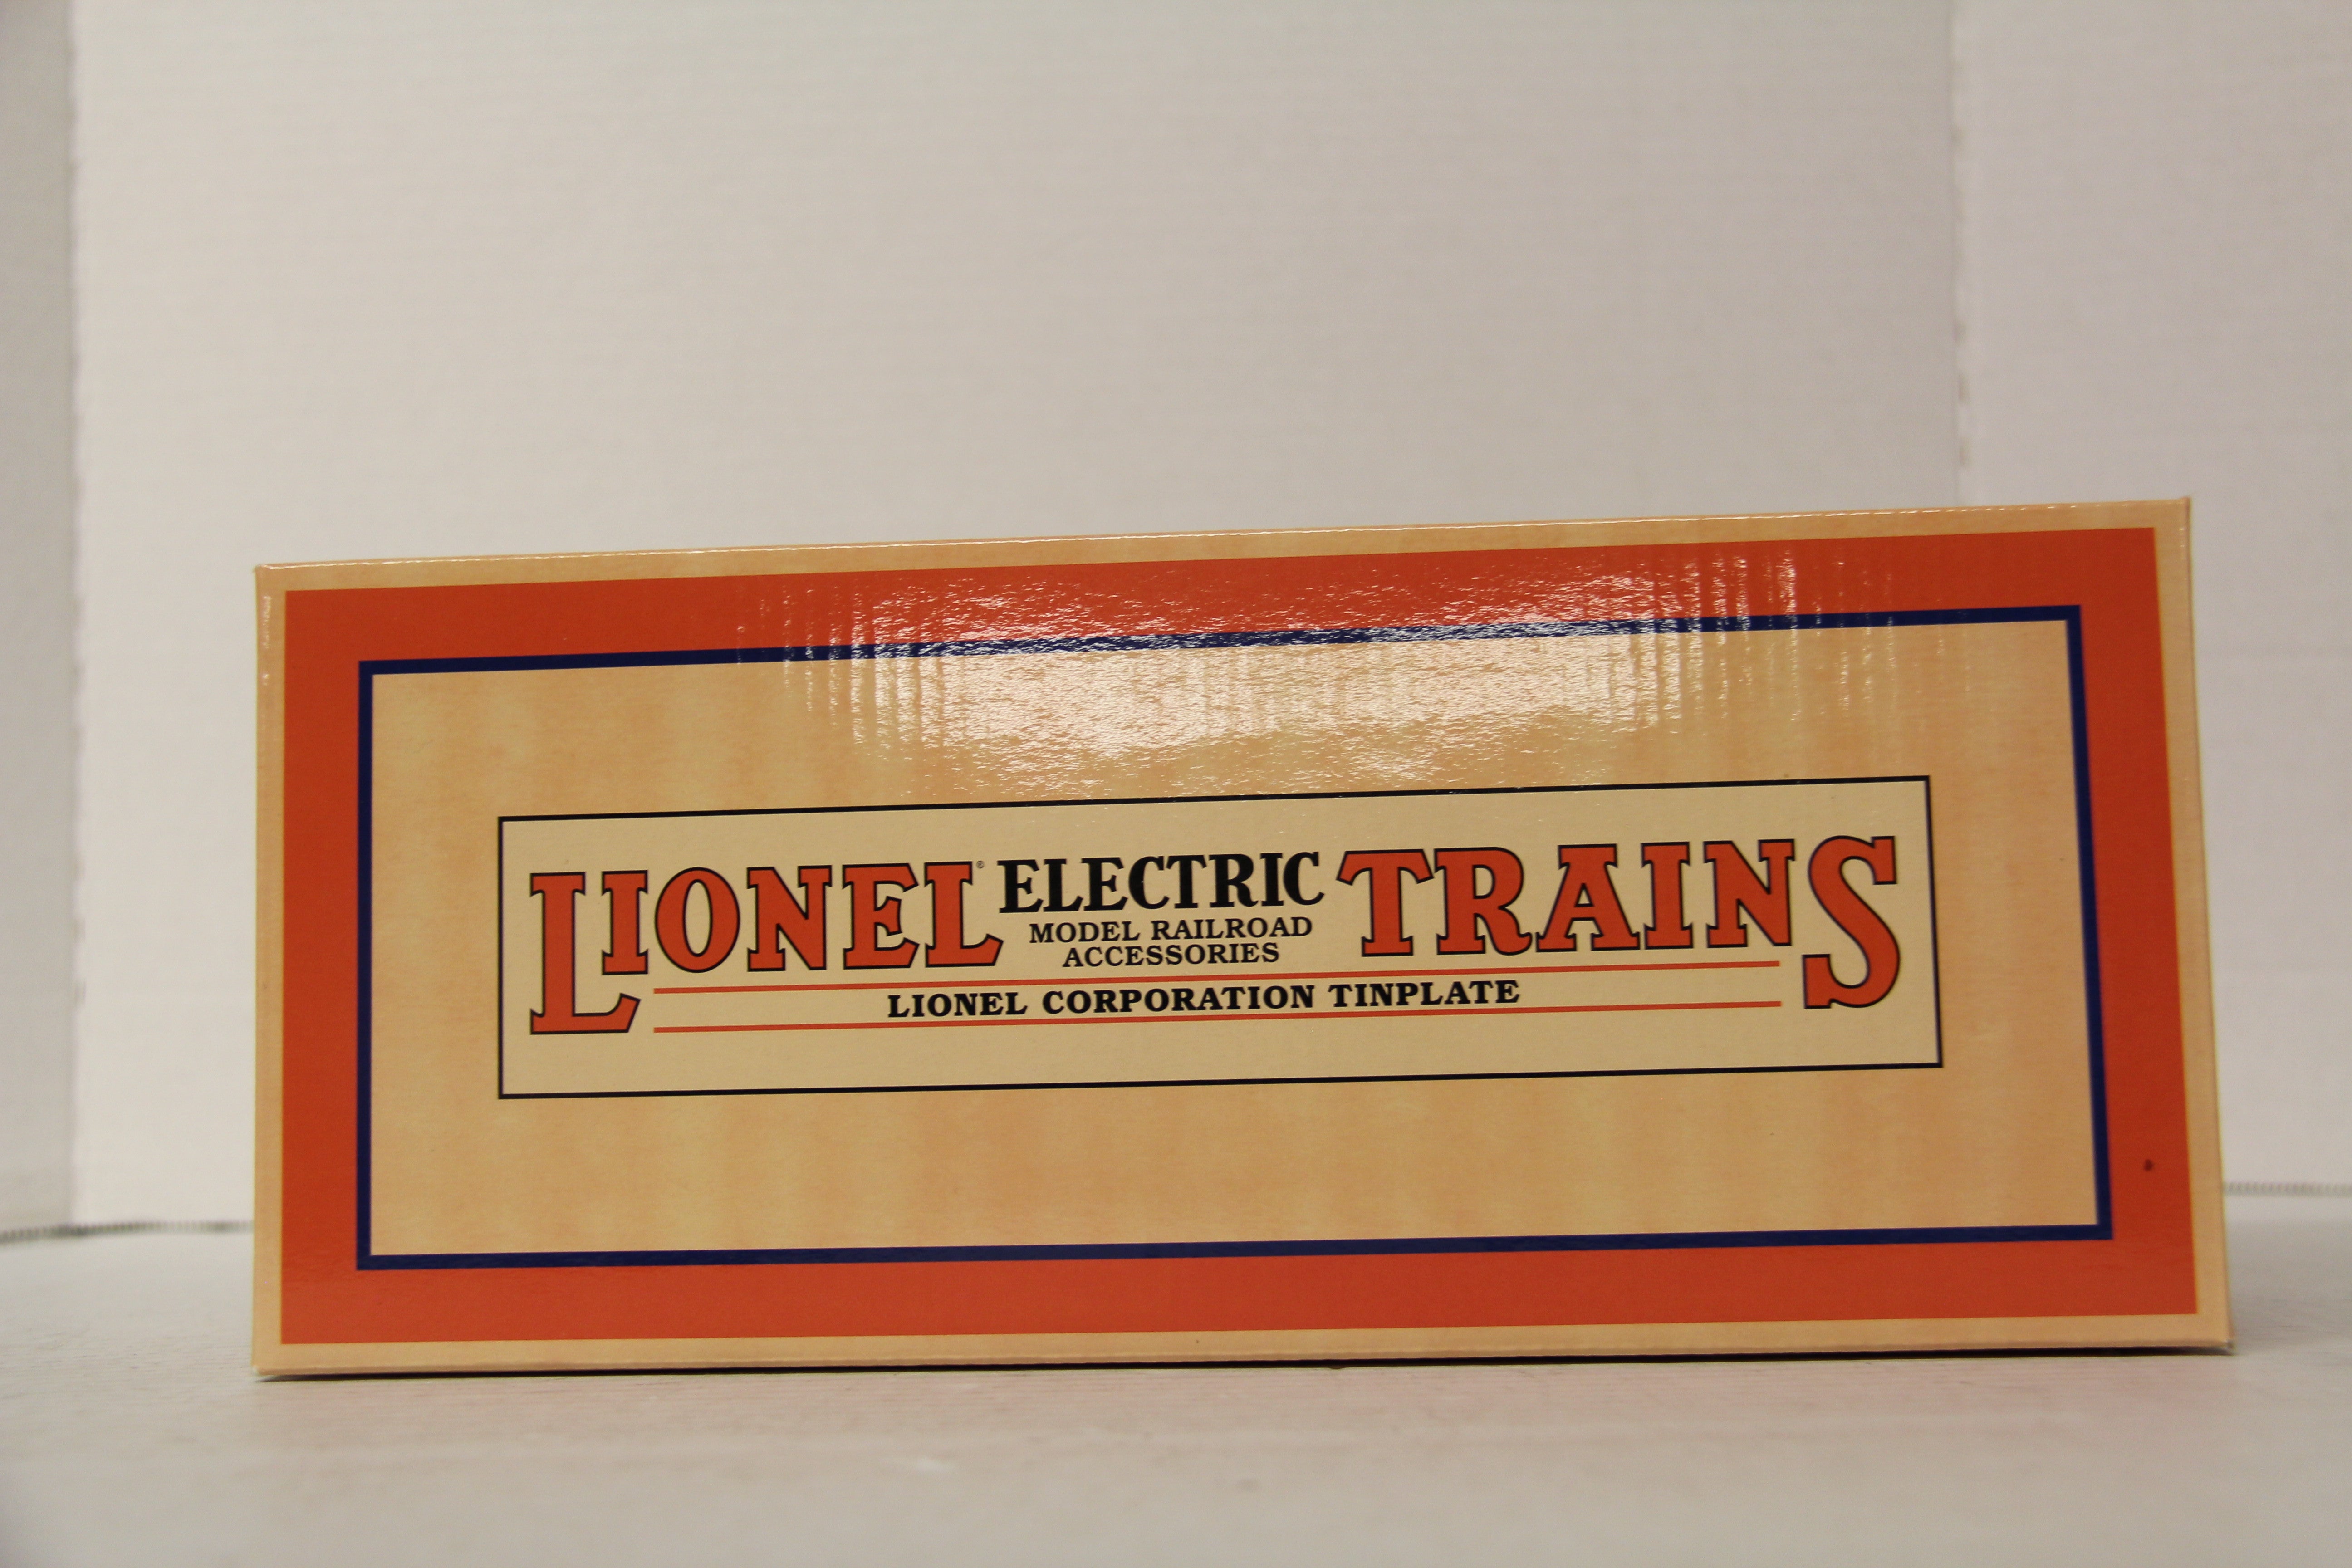 LIONEL® ELECTRIC TRAINS
MODEL RAILROAD
ACCESSORIES
LIONEL CORPORATION TINPLATE